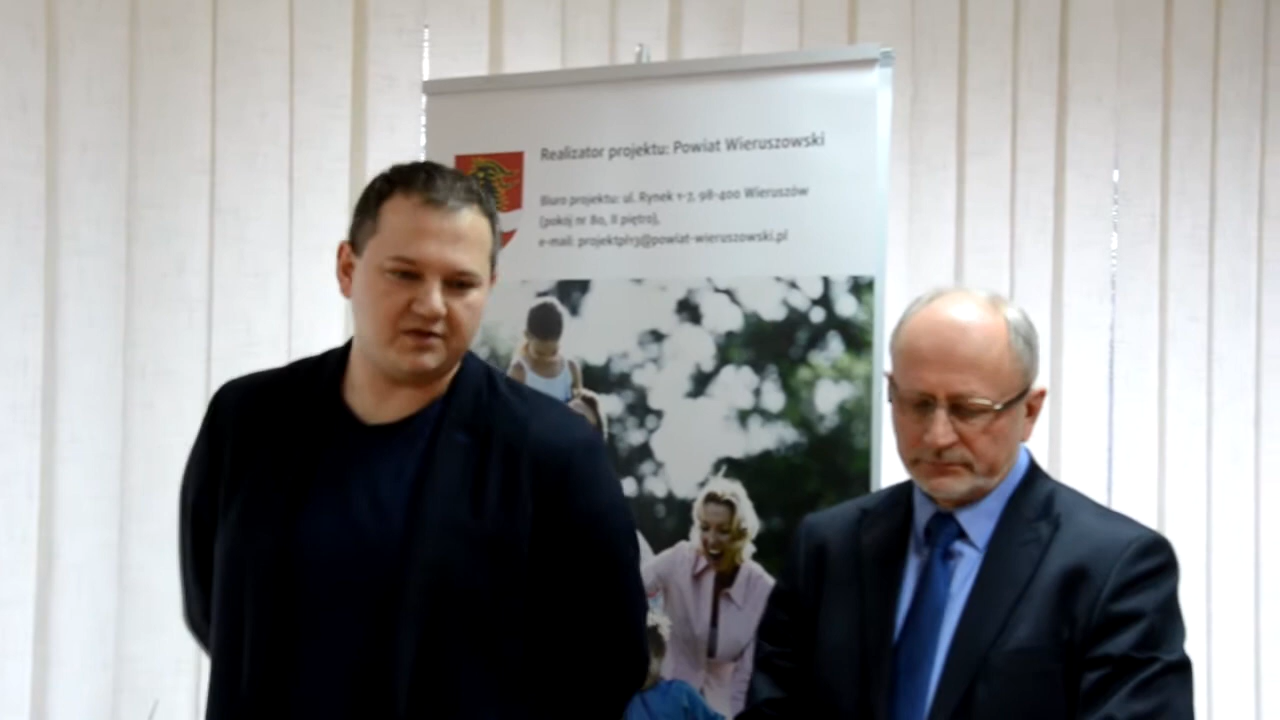 Realizator projektu: Powiat Wieruszowski
Biuro projektu: ul. Rynek 1-7, 98-400 Wieruszów
(pokój nr 80, II piętro),
e-mail: projektpl13@powiat-wieruszowski.pl